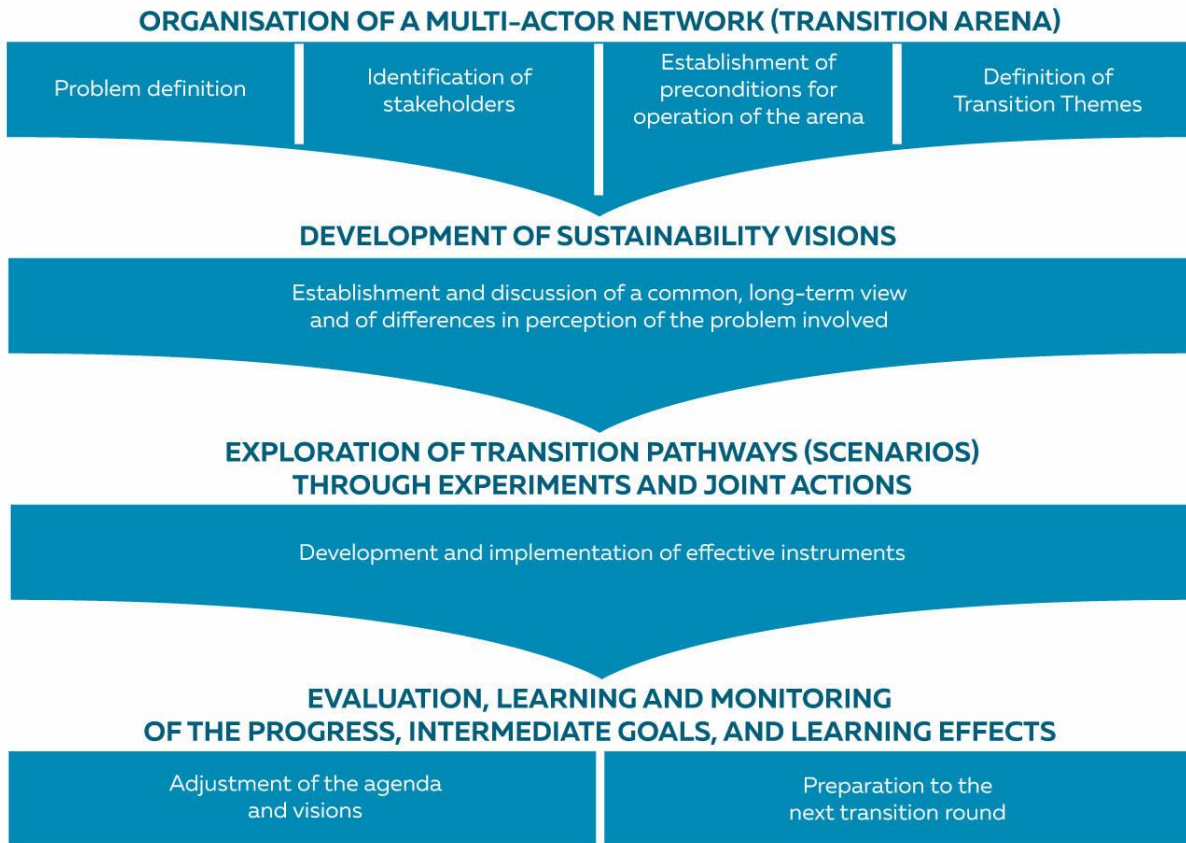 ORGANISATION OF A MULTI-ACTOR NETWORK (TRANSITION ARENA)
Problem definition
Identification of
stakeholders
Establishment of
preconditions for
operation of the arena
Definition of
Transition Themes
DEVELOPMENT OF SUSTAINABILITY VISIONS
Establishment and discussion of a common, long-term view
and of differences in perception of the problem involved
EXPLORATION OF TRANSITION PATHWAYS (SCENARIOS)
THROUGH EXPERIMENTS AND JOINT ACTIONS
Development and implementation of effective instruments
EVALUATION, LEARNING AND MONITORING
OF THE PROGRESS, INTERMEDIATE GOALS, AND LEARNING EFFECTS
Adjustment of the agenda
and visions
Preparation to the
next transition round